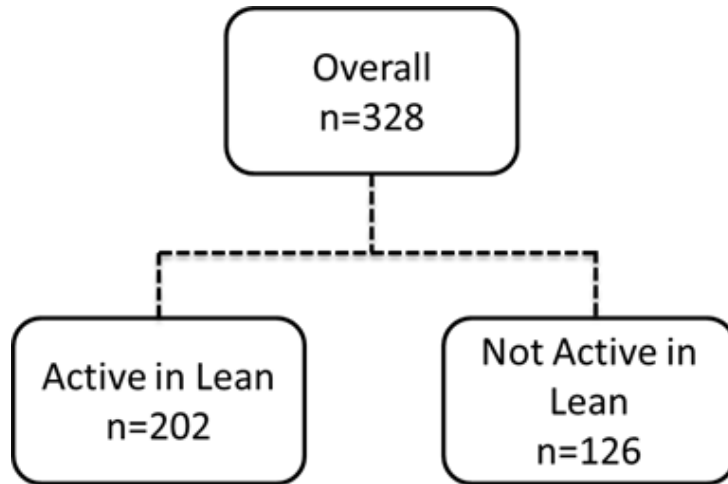 Overall
n=328
Active in Lean
n=202
Not Active in
Lean
n=126